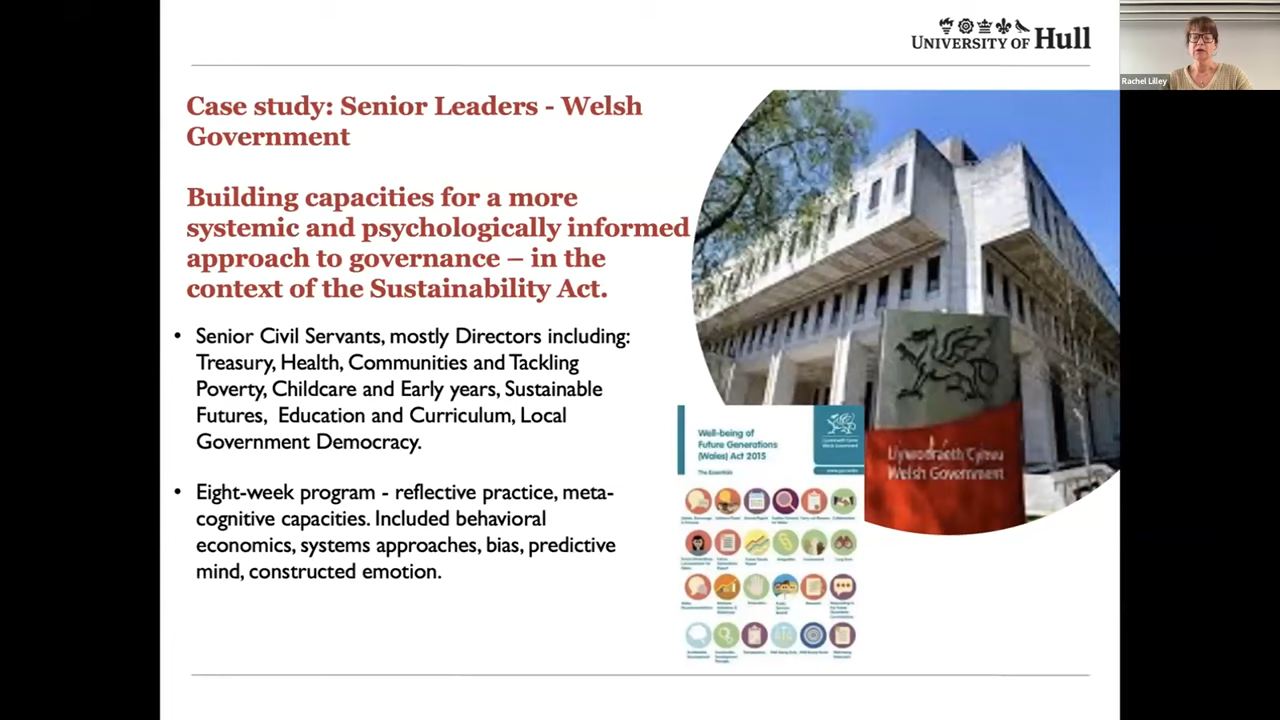 UNIVERSITY OF Hull
Rachel Lilley
Case study: Senior Leaders - Welsh
Government
Building capacities for a more
systemic and psychologically informed
approach to governance – in the
context of the Sustainability Act.
• Senior Civil Servants, mostly Directors including:
Treasury, Health, Communities and Tackling
Poverty, Childcare and Early years, Sustainable
Futures, Education and Curriculum, Local
Government Democracy.
• Eight-week program - reflective practice, meta-
cognitive capacities. Included behavioral
economics, systems approaches, bias, predictive
mind, constructed emotion.
Well-being of
Future Generations
(Wales) Act 2015
The Essentials
Llywodraeth Cymru
Welsh Government